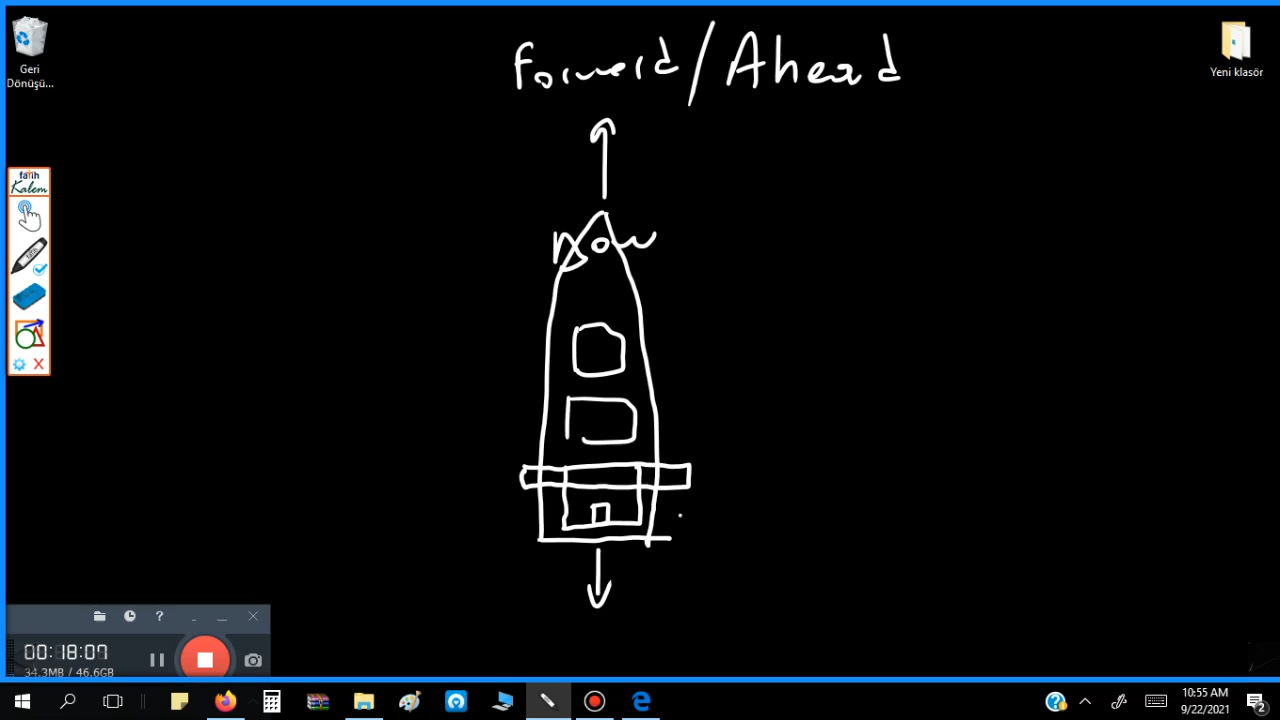 Forward/Ahead
Geri
Dönüşü...
Yeni klasör
fatih
Kalem
Bow
00:18:07
34.3MB / 46.6GB
10:55 AM
9/22/2021
2